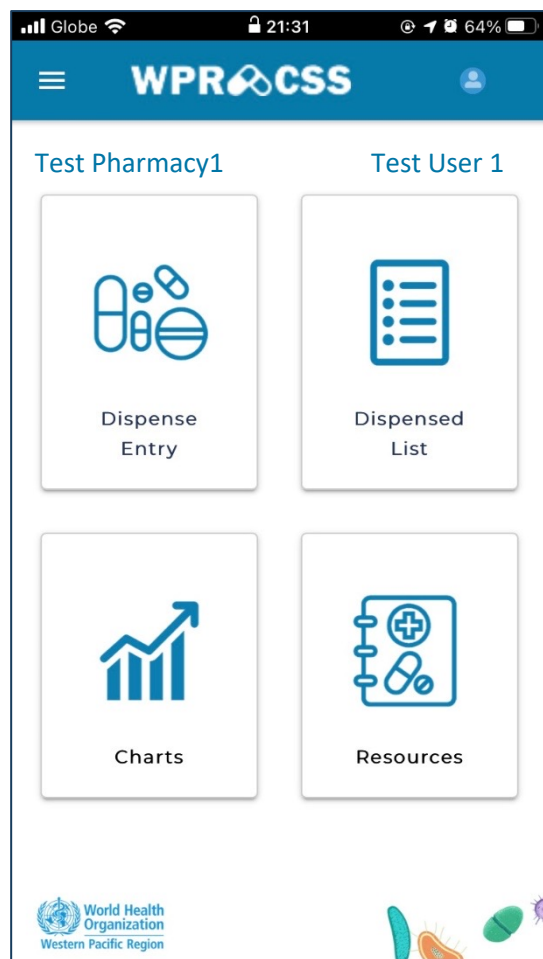 Globe 21:31 64%
WPRCSS
Test Pharmacy1 Test User 1
Dispense
Entry
Dispensed
List
Charts
Resources
World Health
Organization
Western Pacific Region